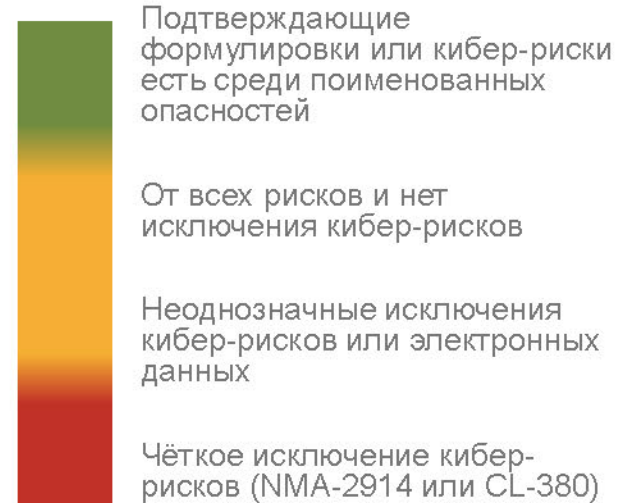 Подтверждающие
формулировки или кибер-риски
есть среди поименованных
опасностей
От всех рисков и нет
исключения кибер-рисков
Неоднозначные исключения
кибер-рисков или электронных
данных
Чёткое исключение кибер-
рисков (NMA-2914 или CL-380)